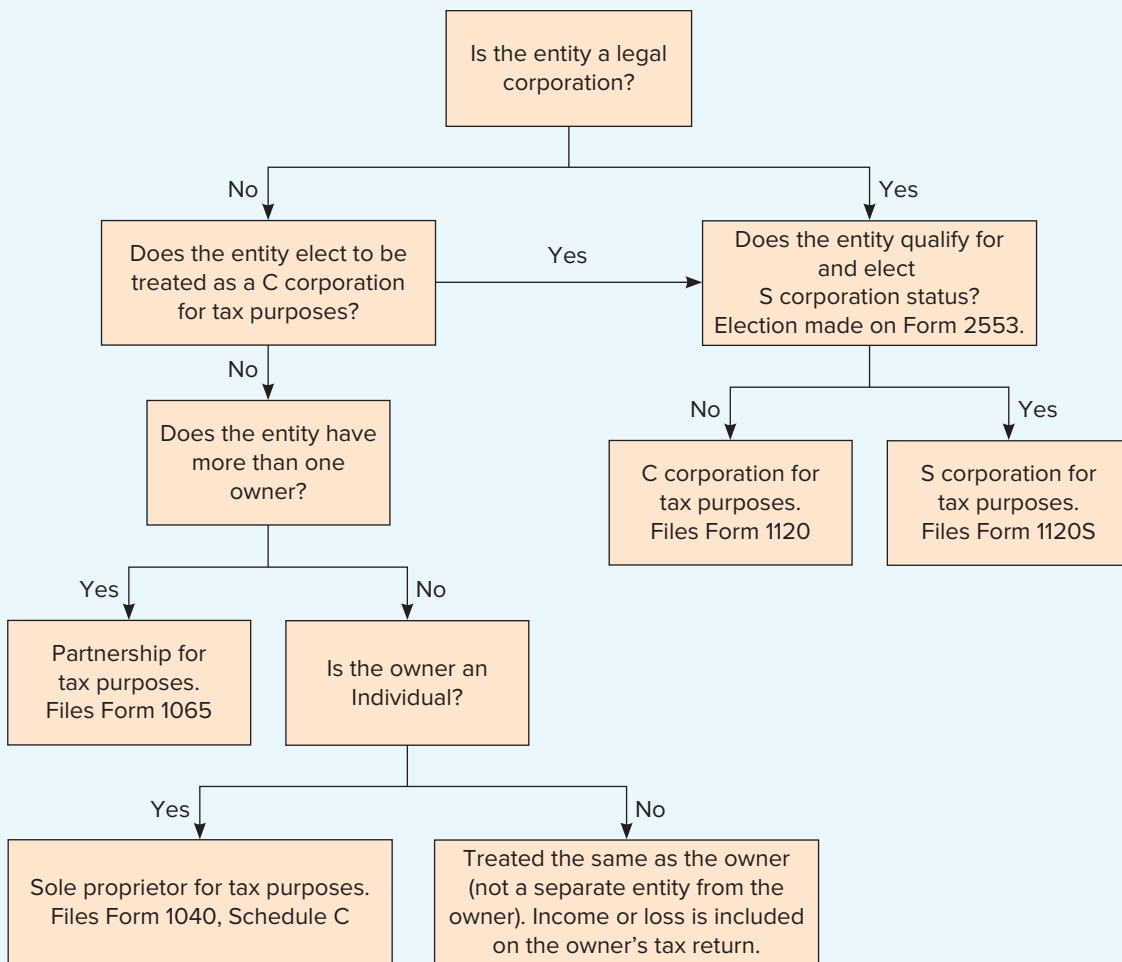 Is the entity a legal
corporation?
No
Yes
Does the entity elect to be
treated as a C corporation
for tax purposes?
Yes
Does the entity qualify for
and elect
S corporation status?
Election made on Form 2553.
No
Does the entity have
more than one
owner?
No
Yes
C corporation for
tax purposes.
Files Form 1120
S corporation for
tax purposes.
Files Form 1120S
Yes
No
Partnership for
tax purposes.
Files Form 1065
Is the owner an
Individual?
Yes
No
Sole proprietor for tax purposes.
Files Form 1040, Schedule C
Treated the same as the owner
(not a separate entity from the
owner). Income or loss is included
on the owner’s tax return.